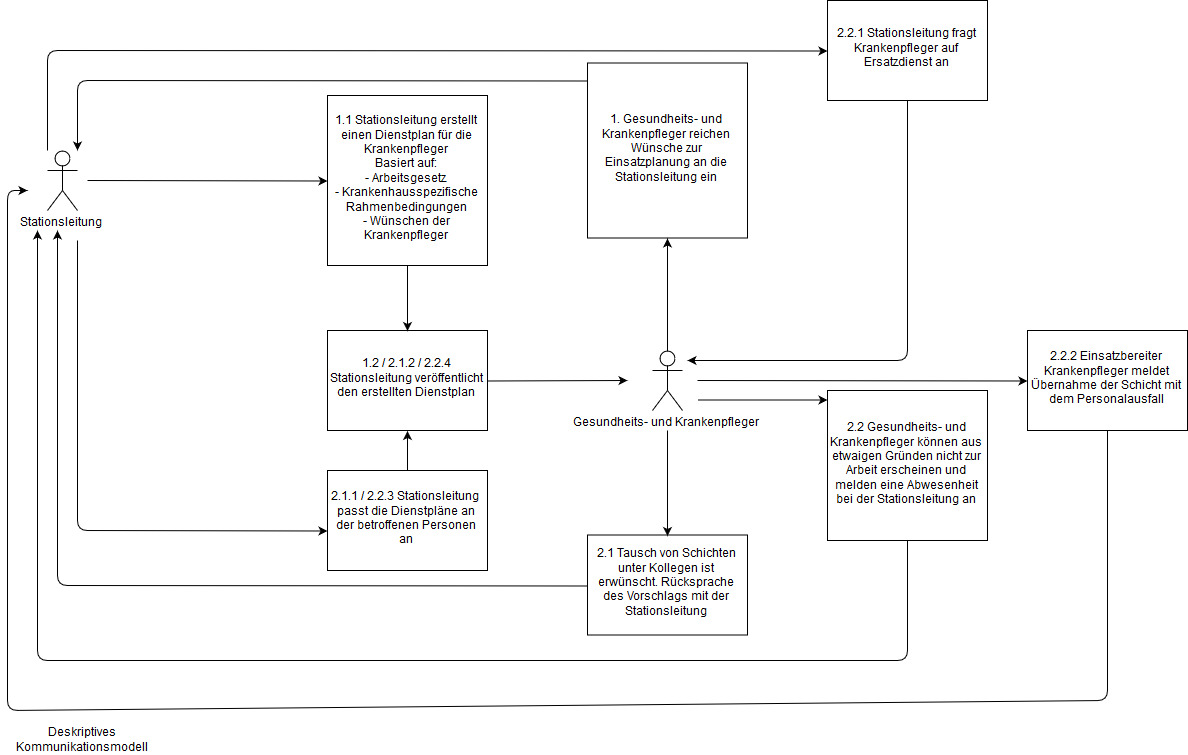 2.2.1 Stationsleitung fragt
Krankenpfleger auf
Ersatzdienst an
1. Gesundheits- und
Krankenpfleger reichen
Wünsche zur
Einsatzplanung an die
Stationsleitung ein
1.1 Stationsleitung erstellt
einen Dienstplan für die
Krankenpfleger
Basiert auf:
- Arbeitsgesetz
- Krankenhausspezifische
Rahmenbedingungen
- Wünschen der
Krankenpfleger
Stationsleitung
1.2 / 2.1.2 / 2.2.4
Stationsleitung veröffentlicht
den erstellten Dienstplan
Gesundheits- und Krankenpfleger
2.2.2 Einsatzbereiter
Krankenpfleger meldet
Übernahme der Schicht mit
dem Personalausfall
2.2 Gesundheits- und
Krankenpfleger können aus
etwaigen Gründen nicht zur
Arbeit erscheinen und
melden eine Abwesenheit
bei der Stationsleitung an
2.1.1 / 2.2.3 Stationsleitung
passt die Dienstpläne an
der betroffenen Personen
an
2.1 Tausch von Schichten
unter Kollegen ist
erwünscht. Rücksprache
des Vorschlags mit der
Stationsleitung
Deskriptives
Kommunikationsmodell